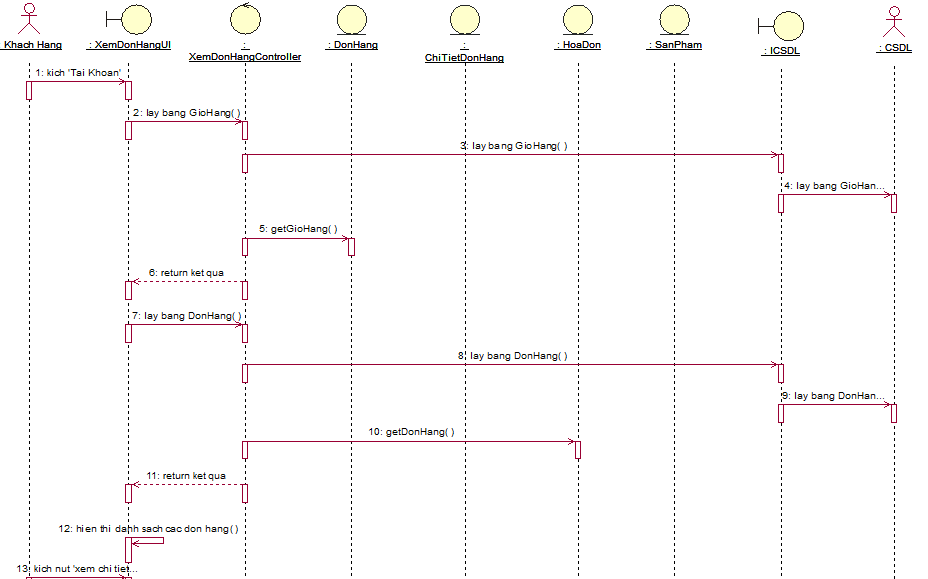 : Khach Hang
: XemDonHangUI
:
XemDonHangController
: DonHang
:
ChiTietDonHang
: HoaDon
: SanPham
: ICSDL
: CSDL
1: kich 'Tai Khoan'
2: lay bang GioHang( )
3: lay bang GioHang( )
4: lay bang GioHan...
5: getGioHang( )
6: return ket qua
7: lay bang DonHang( )
8: lay bang DonHang( )
9: lay bang DonHan...
10: getDonHang( )
11: return ket qua
12: hien thi danh sach cac don hang( )
13: kich nut 'xem chi tiet...